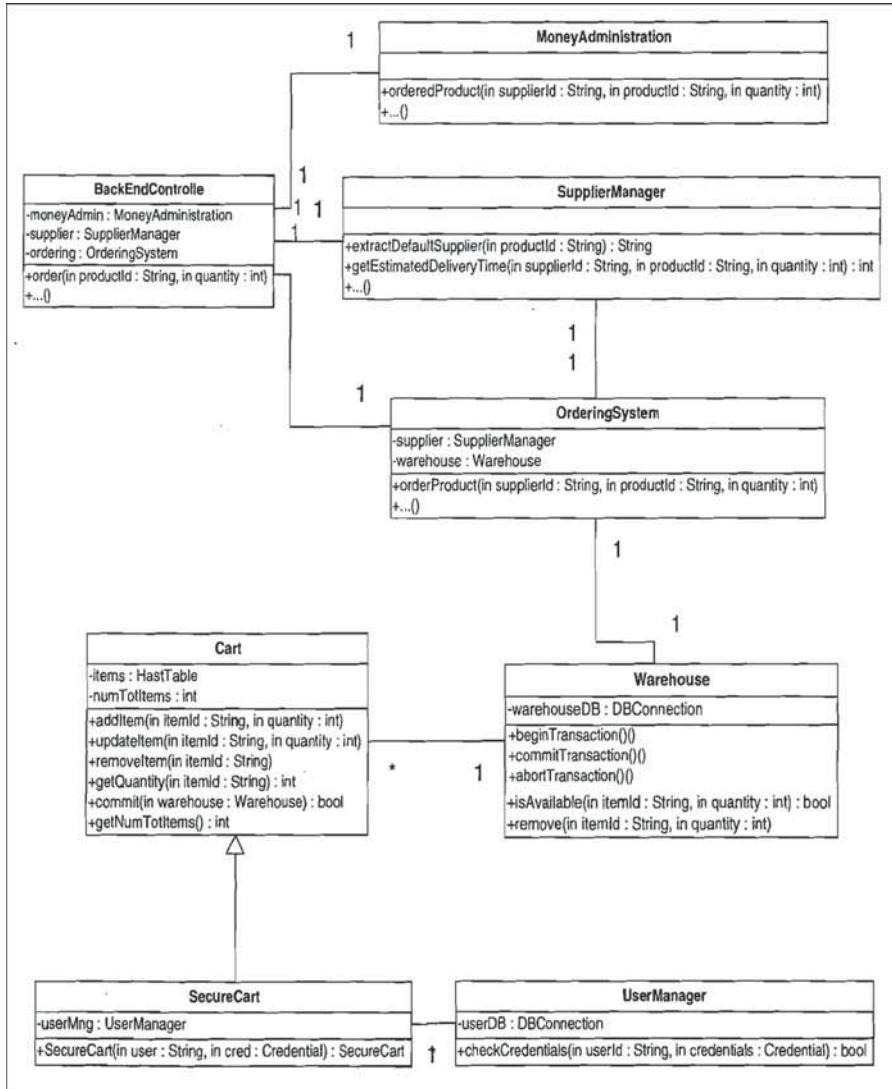 MoneyAdministration
+orderedProduct(in supplierId : String, in productId : String, in quantity : int)
+...()
1
1
BackEndControlle
-moneyAdmin : MoneyAdministration
-supplier : SupplierManager
-ordering : OrderingSystem
+order(in productId : String, in quantity : int)
+...()
1 1
1
SupplierManager
+extractDefaultSupplier(in productId : String) : String
+getEstimatedDeliveryTime(in supplierId : String, in productId : String, in quantity : int) : int
+...()
1
1
1
OrderingSystem
-supplier : SupplierManager
-warehouse : Warehouse
+orderProduct(in supplierId : String, in productId : String, in quantity : int)
+...()
1
1
Cart
-items : HastTable
-numTotItems : int
+addItem(in itemId : String, in quantity : int)
+updateItem(in itemId : String, in quantity : int)
+removeItem(in itemId : String)
+getQuantity(in itemId : String) : int
+commit(in warehouse : Warehouse) : bool
+getNumTotItems() : int
*
1
Warehouse
-warehouseDB : DBConnection
+beginTransaction()()
+commitTransaction()()
+abortTransaction()()
+isAvailable(in itemId : String, in quantity : int) : bool
+remove(in itemId : String, in quantity : int)
SecureCart
-userMng : UserManager
+SecureCart(in user : String, in cred : Credential) : SecureCart
1
UserManager
-userDB : DBConnection
+checkCredentials(in userId : String, in credentials : Credential) : bool